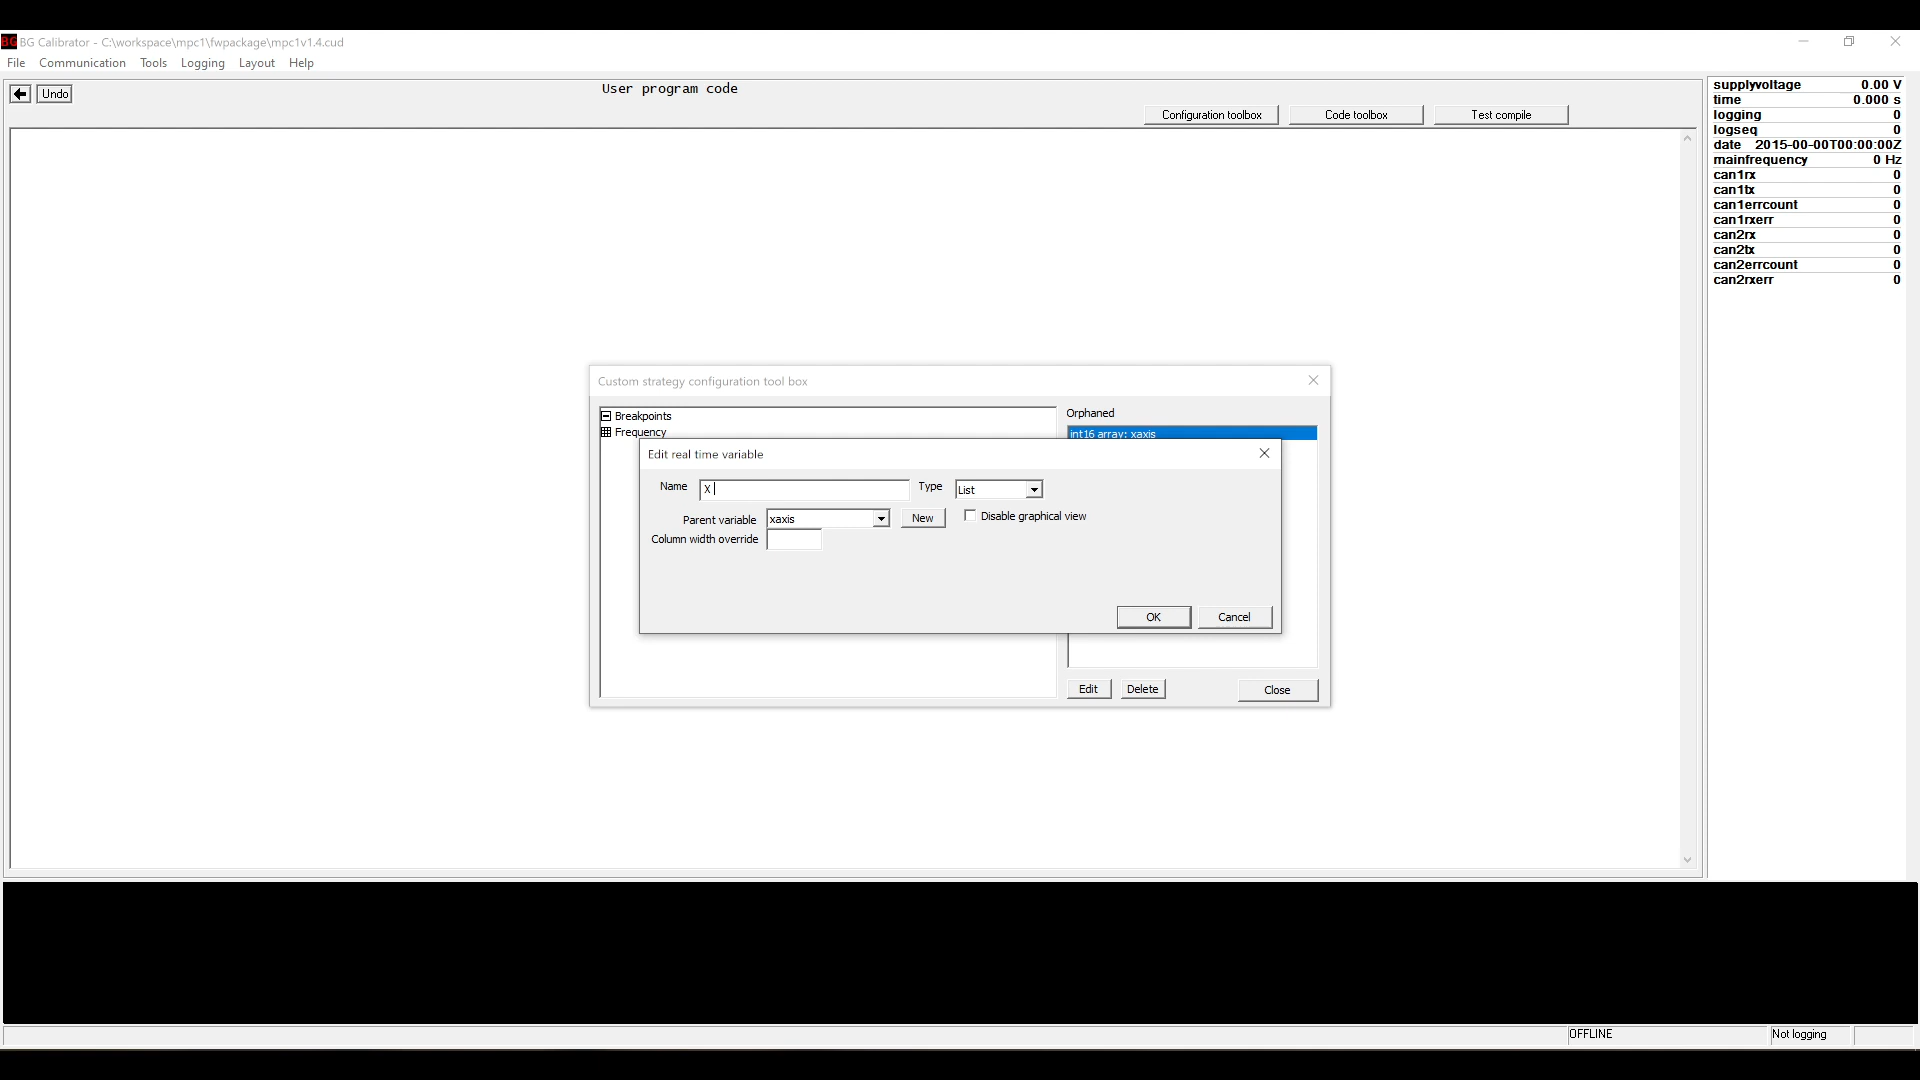 BG BG Calibrator - C:\workspace\mpc1\fwpackage\mpc1v1.4.cud
File Communication Tools Logging Layout Help
Undo
User program code
Configuration toolbox Code toolbox Test compile
supplyvoltage 0.00 V
time 0.000 s
logging 0
logseq 0
date 2015-00-00T00:00:00Z
mainfrequency 0 Hz
can1rx 0
can1tx 0
can1errcount 0
can1rxerr 0
can2rx 0
can2tx 0
can2errcount 0
can2rxerr 0
Custom strategy configuration tool box
Breakpoints
Frequency
Orphaned
int16 array: xaxis
Edit real time variable
Name X Type List
Parent variable xaxis New Disable graphical view
Column width override
OK Cancel
Edit Delete Close
OFFLINE Not logging